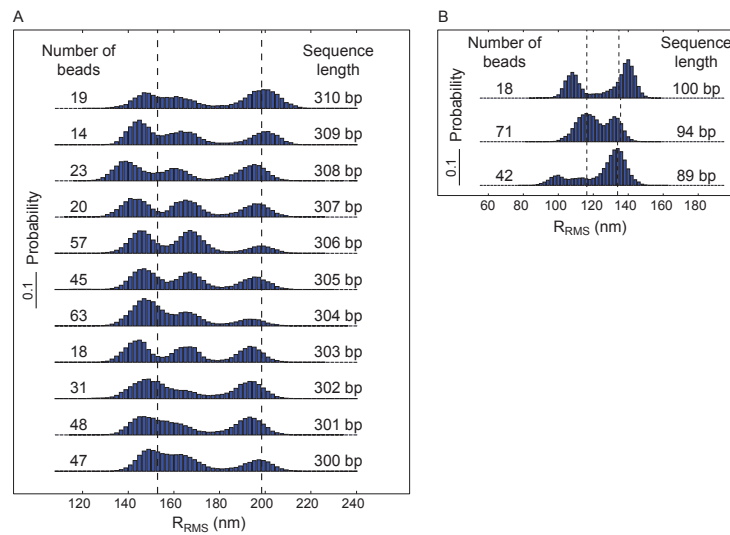 A
Number of
beads
Sequence
length
19
310 bp
14
309 bp
23
308 bp
20
307 bp
57
306 bp
45
305 bp
63
304 bp
18
303 bp
31
302 bp
48
301 bp
47
300 bp
0.1 Probability
120 140 160 180 200 220 240
RRMS (nm)
B
Number of
beads
Sequence
length
18
100 bp
71
94 bp
42
89 bp
0.1 Probability
60 80 100 120 140 160 180
RRMS (nm)